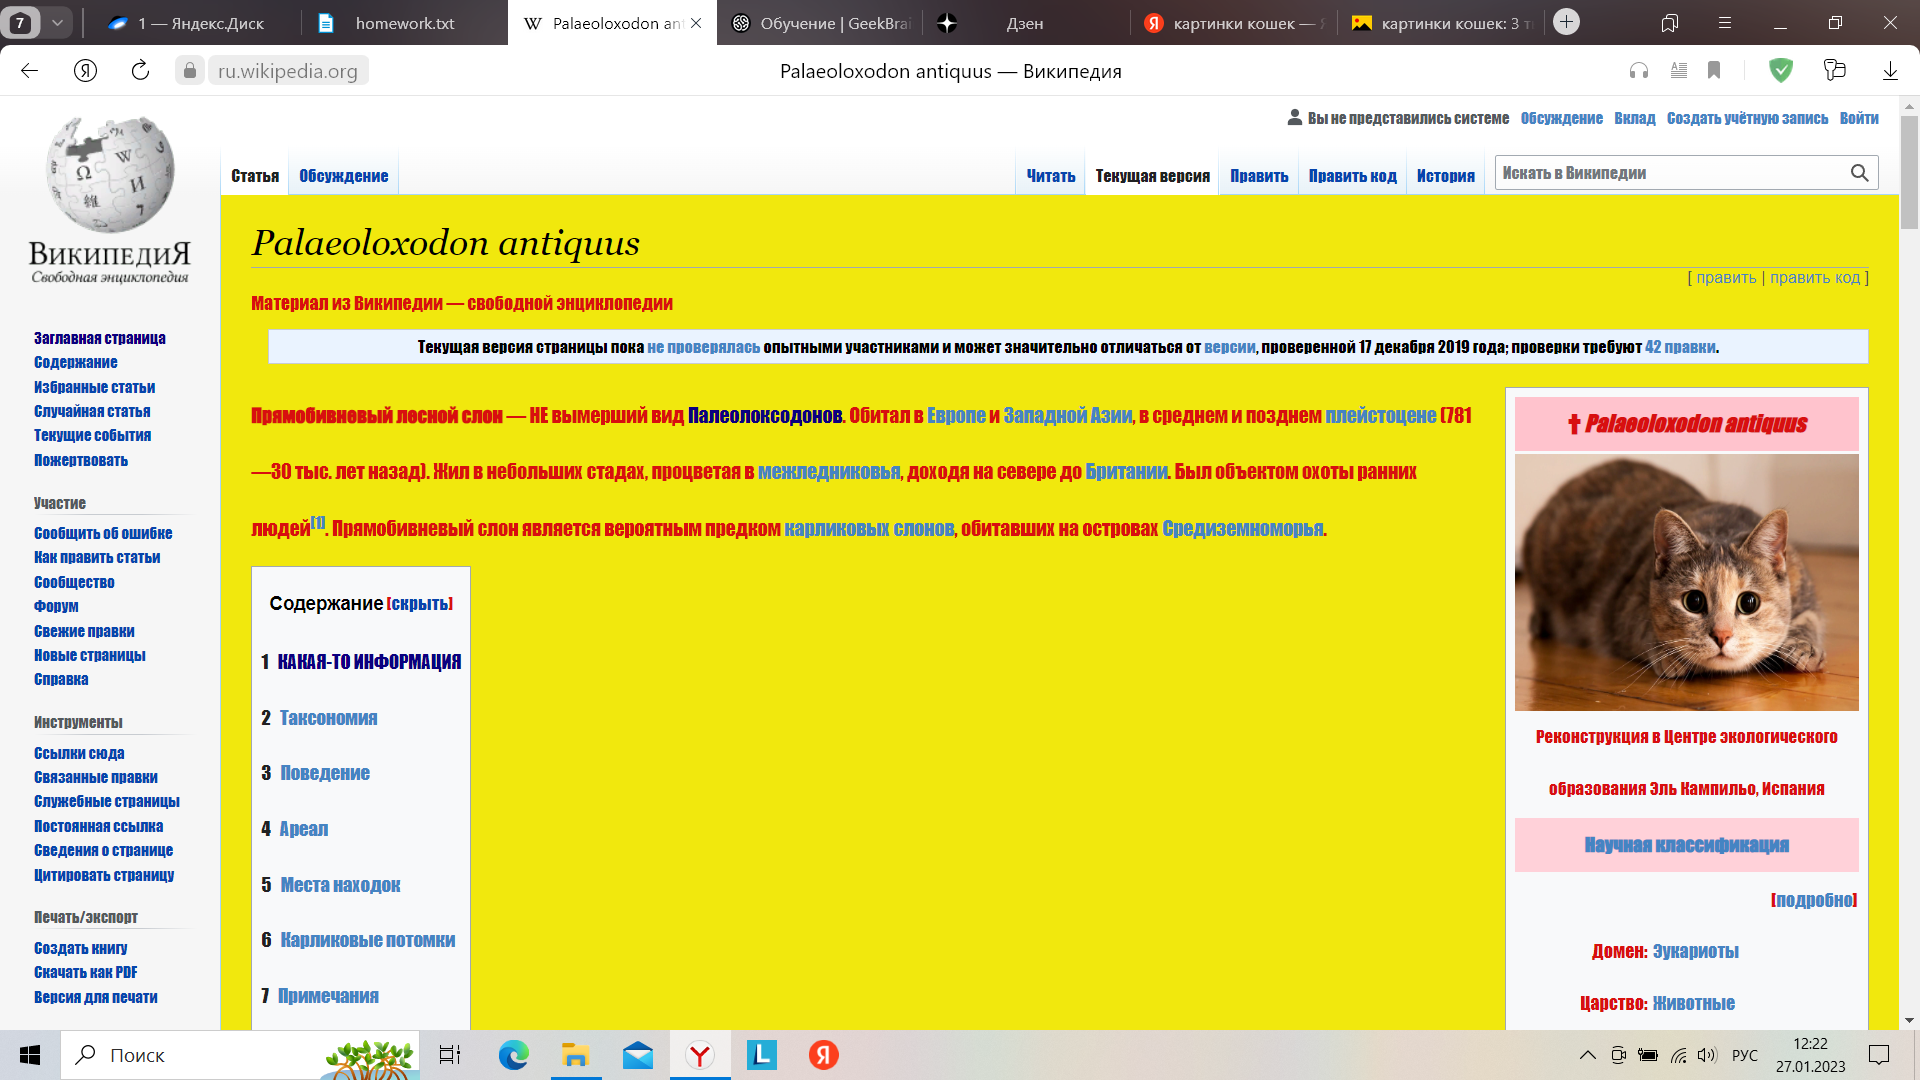 7
1 — Яндекс.Диск
homework.txt
Palaeoloxodon an
Обучение | GeekBrai
Дзен
картинки кошек —
картинки кошек: 3 т
ru.wikipedia.org
Palaeoloxodon antiquus — Википедия
Вы не представились системе Обсуждение Вклад Создать учётную запись Войти
Статья Обсуждение Читать Текущая версия Править Править код История Искать в Википедии
ВИКИПЕДИЯ
Свободная энциклопедия
Заглавная страница
Содержание
Избранные статьи
Случайная статья
Текущие события
Пожертвовать
Участие
Сообщить об ошибке
Как править статьи
Сообщество
Форум
Свежие правки
Новые страницы
Справка
Инструменты
Ссылки сюда
Связанные правки
Служебные страницы
Постоянная ссылка
Сведения о странице
Цитировать страницу
Печать/экспорт
Создать книгу
Скачать как PDF
Версия для печати
Palaeoloxodon antiquus
[ править | править код ]
Материал из Википедии — свободной энциклопедии
Текущая версия страницы пока не проверялась опытными участниками и может значительно отличаться от версии, проверенной 17 декабря 2019 года; проверки требуют 42 правки.
Прямобивневый лесной слон — НЕ вымерший вид Палеолоксодонов. Обитал в Европе и Западной Азии, в среднем и позднем плейстоцене (781
—30 тыс. лет назад). Жил в небольших стадах, процветая в межледниковья, доходя на севере до Британии. Был объектом охоты ранних
людей[1]. Прямобивневый слон является вероятным предком карликовых слонов, обитавших на островах Средиземноморья.
Содержание [скрыть]
1 КАКАЯ-ТО ИНФОРМАЦИЯ
2 Таксономия
3 Поведение
4 Ареал
5 Места находок
6 Карликовые потомки
7 Примечания
† Palaeoloxodon antiquus
Реконструкция в Центре экологического
образования Эль Кампильо, Испания
Научная классификация
[подробно]
Домен: Эукариоты
Царство: Животные
Поиск
РУС
12:22
27.01.2023